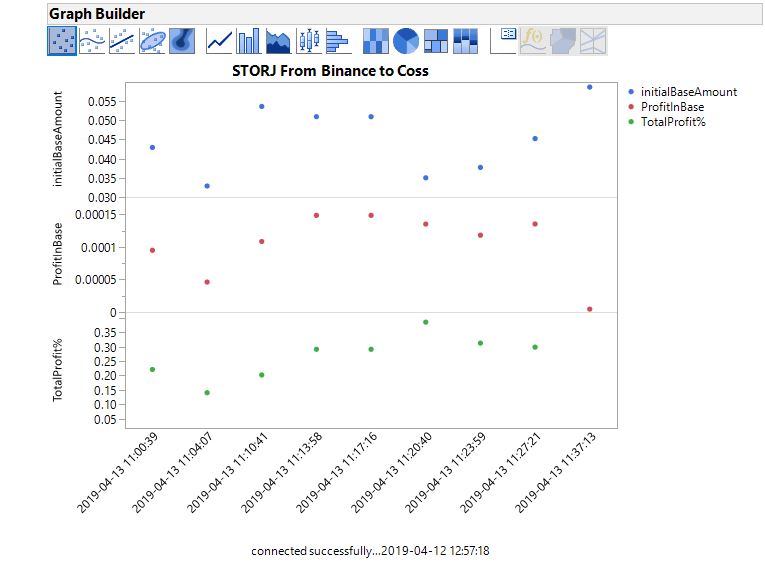 Graph Builder
STORJ From Binance to Coss
initialBaseAmount
0.055
0.050
0.045
0.040
0.035
0.030
ProfitInBase
0.00015
0.0001
0.00005
0
TotalProfit%
0.35
0.30
0.25
0.20
0.15
0.10
0.05
initialBaseAmount
ProfitInBase
TotalProfit%
2019-04-13 11:00:39
2019-04-13 11:04:07
2019-04-13 11:10:41
2019-04-13 11:13:58
2019-04-13 11:17:16
2019-04-13 11:20:40
2019-04-13 11:23:59
2019-04-13 11:27:21
2019-04-13 11:37:13
connected successfully...2019-04-12 12:57:18